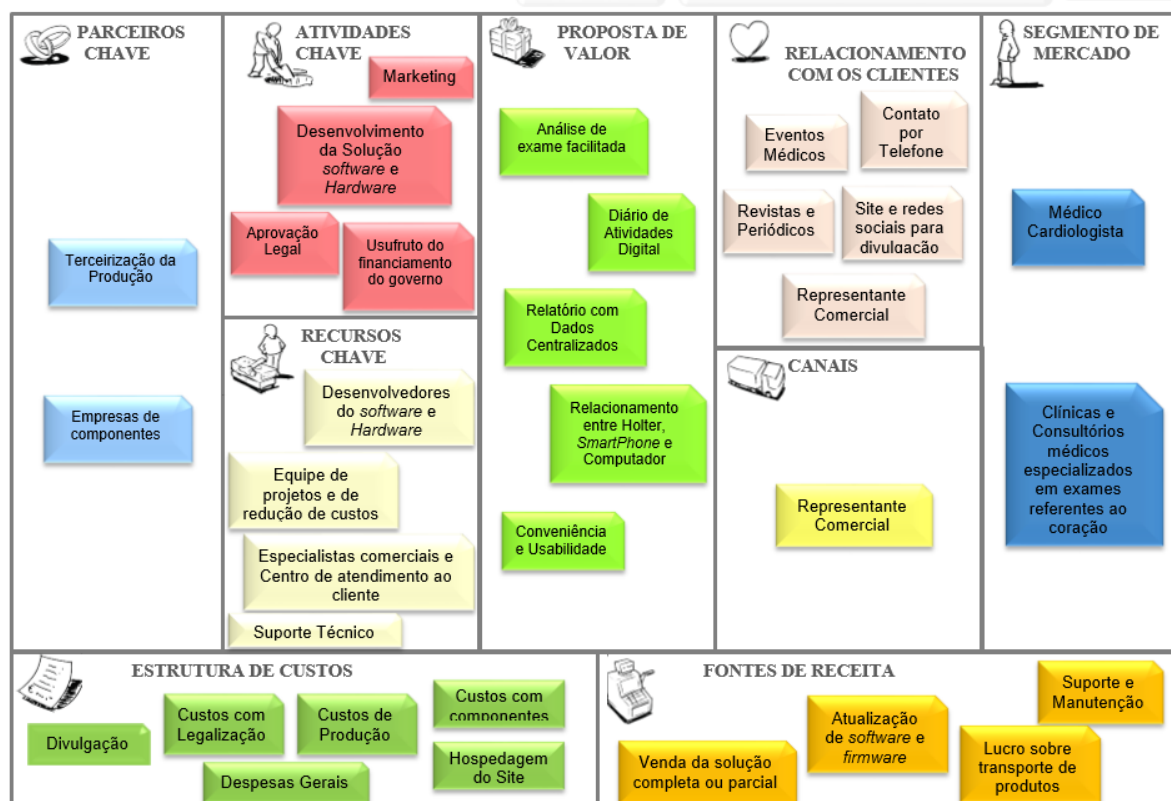 PARCEIROS
CHAVE
Terceirização da
Produção
Empresas de
componentes
ATIVIDADES
CHAVE
Marketing
Desenvolvimento
da Solução
software e
Hardware
Aprovação
Legal
Usufruto do
financiamento
do governo
RECURSOS
CHAVE
Desenvolvedores
do software e
Hardware
Equipe de
projetos e de
redução de custos
Especialistas comerciais e
Centro de atendimento ao
cliente
Suporte Técnico
PROPOSTA DE
VALOR
Análise de
exame facilitada
Diário de
Atividades
Digital
Relatório com
Dados
Centralizados
Relacionamento
entre Holter,
SmartPhone e
Computador
Conveniência
e Usabilidade
RELACIONAMENTO
COM OS CLIENTES
Eventos
Médicos
Contato
por
Telefone
Revistas e
Periódicos
Site e redes
sociais para
divulgação
Representante
Comercial
CANAIS
Representante
Comercial
SEGMENTO DE
MERCADO
Médico
Cardiologista
Clínicas e
Consultórios
médicos
especializados
em exames
referentes ao
coração
ESTRUTURA DE CUSTOS
Divulgação
Custos com
Legalização
Custos de
Produção
Custos com
componentes
Despesas Gerais
Hospedagem
do Site
FONTES DE RECEITA
Venda da solução
completa ou parcial
Atualização
de software e
firmware
Suporte e
Manutenção
Lucro sobre
transporte de
produtos